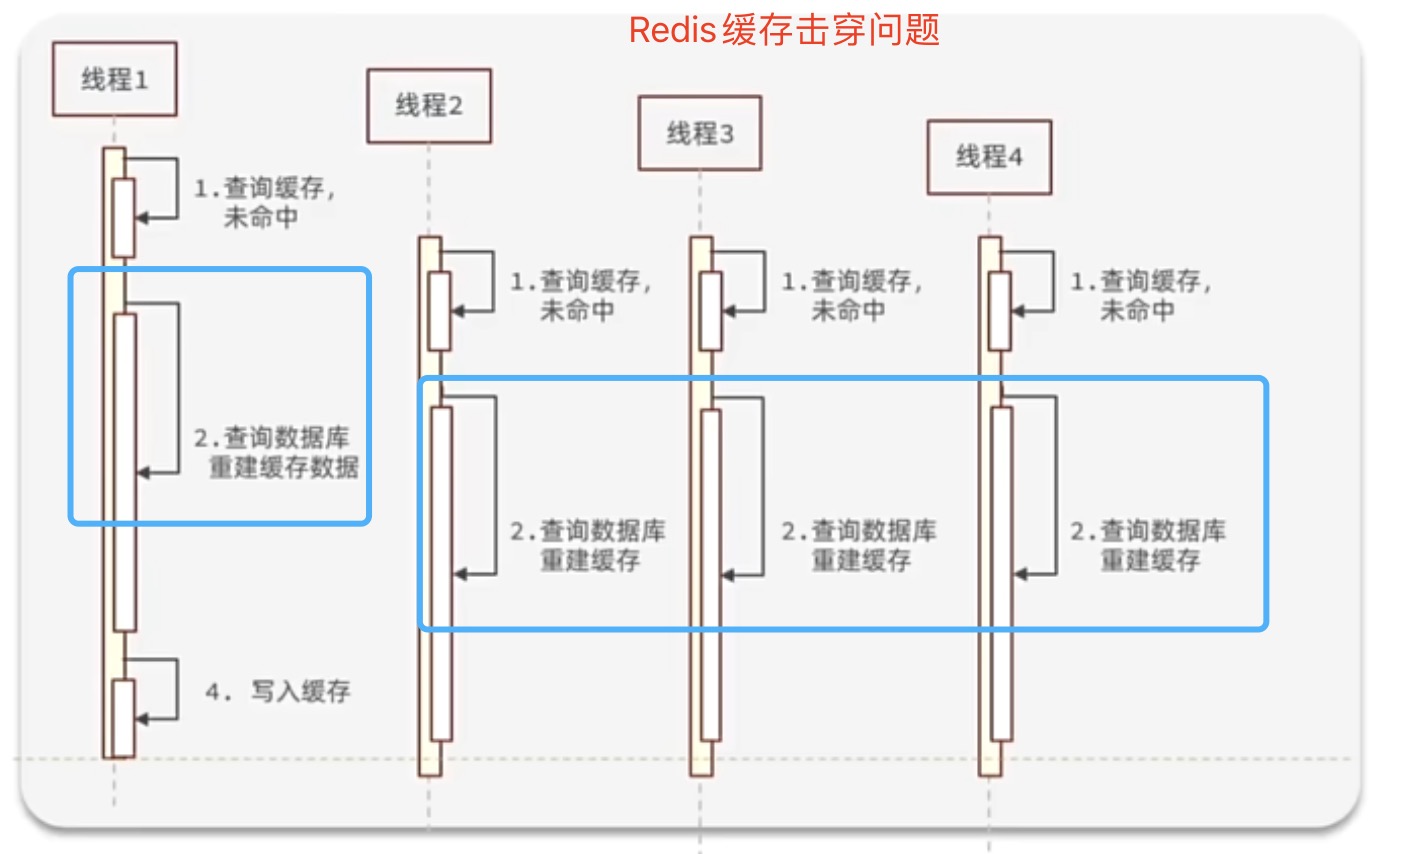 Redis缓存击穿问题
线程1
线程2
线程3
线程4
1.查询缓存,
未命中
2.查询数据库
重建缓存数据
4. 写入缓存
1.查询缓存,
未命中
2.查询数据库
重建缓存
1.查询缓存,
未命中
2.查询数据库
重建缓存
1.查询缓存,
未命中
2.查询数据库
重建缓存